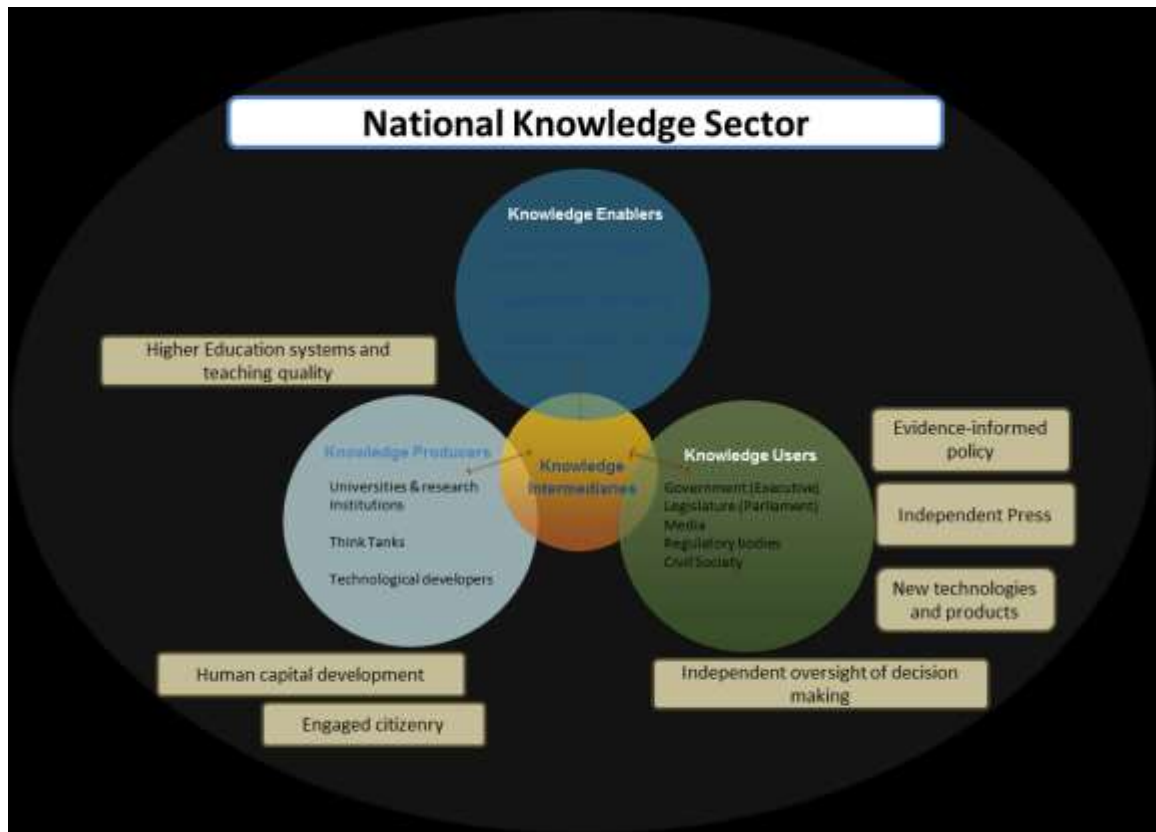 National Knowledge Sector
Knowledge Enablers
Higher Education systems and
teaching quality
Knowledge Producers
Universities & research
Institutions
Think Tanks
Technological developers
Knowledge
Intermediaries
Knowledge Users
Government (Executive)
Legislature (Parliament)
Media
Regulatory bodies
Civil Society
Evidence-informed
policy
Independent Press
New technologies
and products
Human capital development
Engaged citizenry
Independent oversight of decision
making